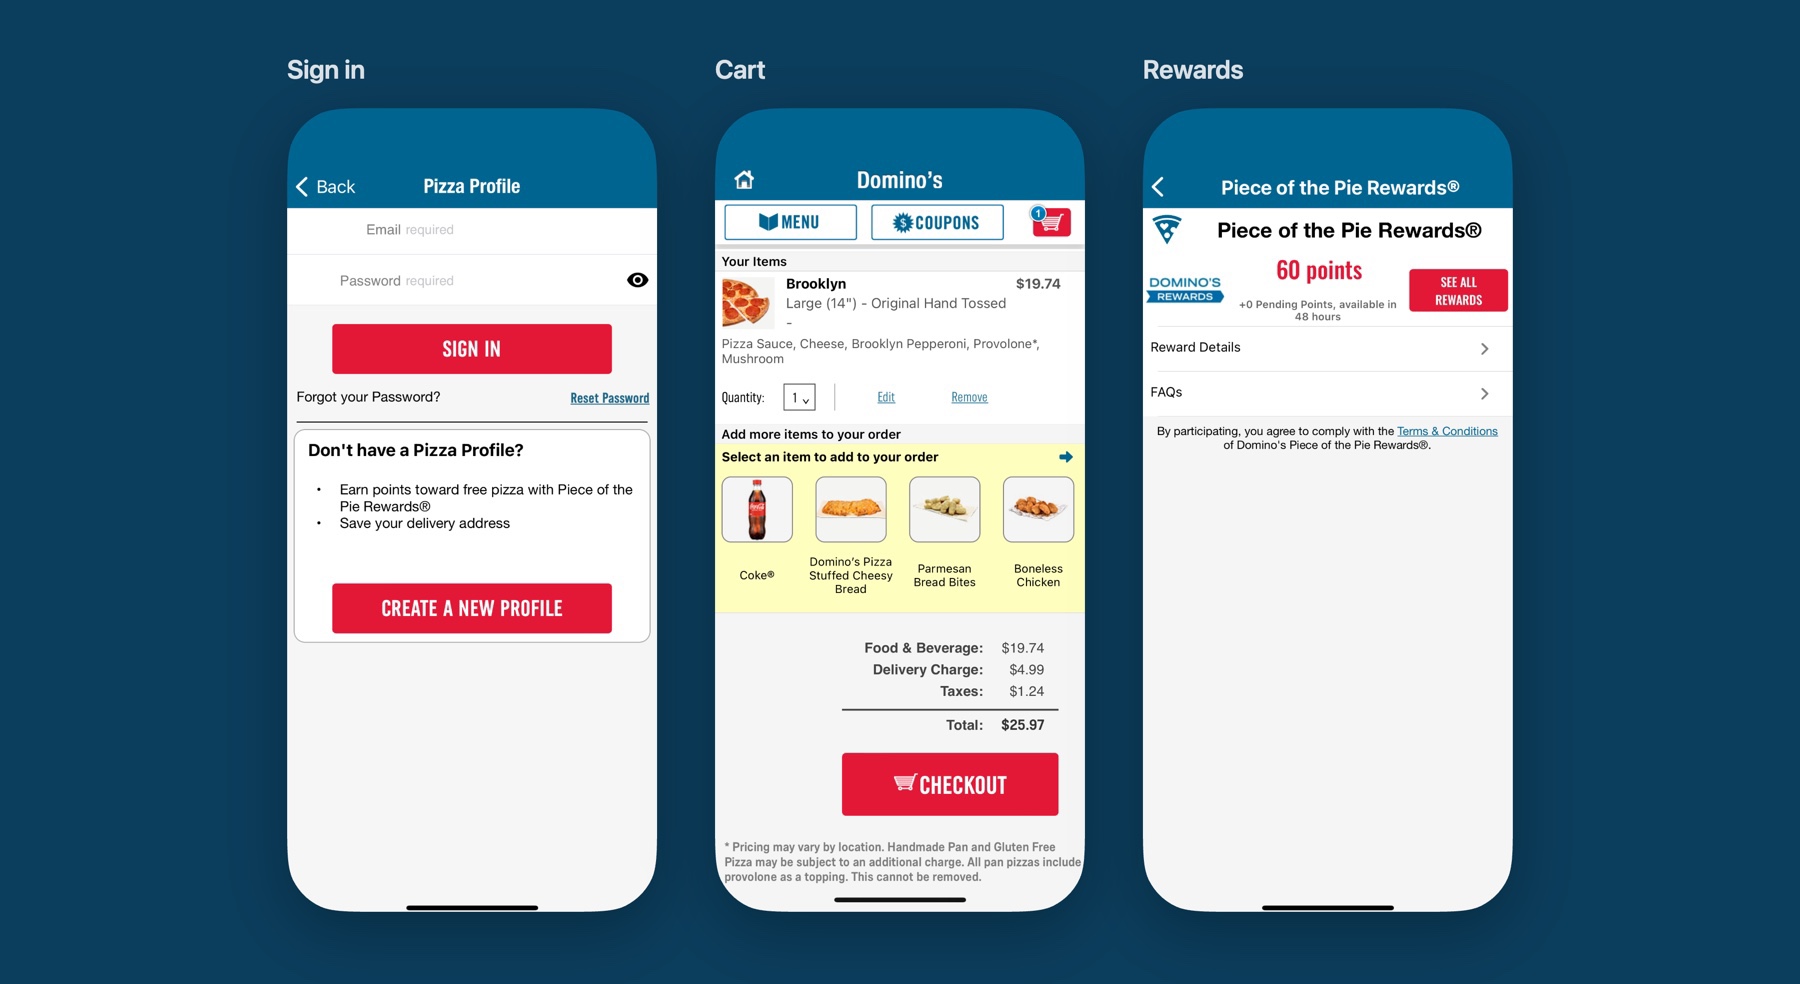 Sign in
Back
Pizza Profile
Email required
Password required
SIGN IN
Forgot your Password?
Reset Password
Don't have a Pizza Profile?
• Earn points toward free pizza with Piece of the
Pie Rewards®
• Save your delivery address
CREATE A NEW PROFILE
Cart
Domino's
MENU
$ COUPONS
1
Your Items
Brooklyn $19.74
Large (14") - Original Hand Tossed
-
Pizza Sauce, Cheese, Brooklyn Pepperoni, Provolone*,
Mushroom
Quantity: 1 Edit Remove
Add more items to your order
Select an item to add to your order
Coca-Cola
Coke®
Domino's Pizza
Stuffed Cheesy
Bread
Parmesan
Bread Bites
Boneless
Chicken
Food & Beverage: $19.74
Delivery Charge: $4.99
Taxes: $1.24
Total: $25.97
CHECKOUT
* Pricing may vary by location. Handmade Pan and Gluten Free
Pizza may be subject to an additional charge. All pan pizzas include
provolone as a topping. This cannot be removed.
Rewards
Piece of the Pie Rewards®
Piece of the Pie Rewards®
DOMINO'S
REWARDS
60 points
+0 Pending Points, available in
48 hours
SEE ALL
REWARDS
Reward Details
FAQs
By participating, you agree to comply with the Terms & Conditions
of Domino's Piece of the Pie Rewards®.